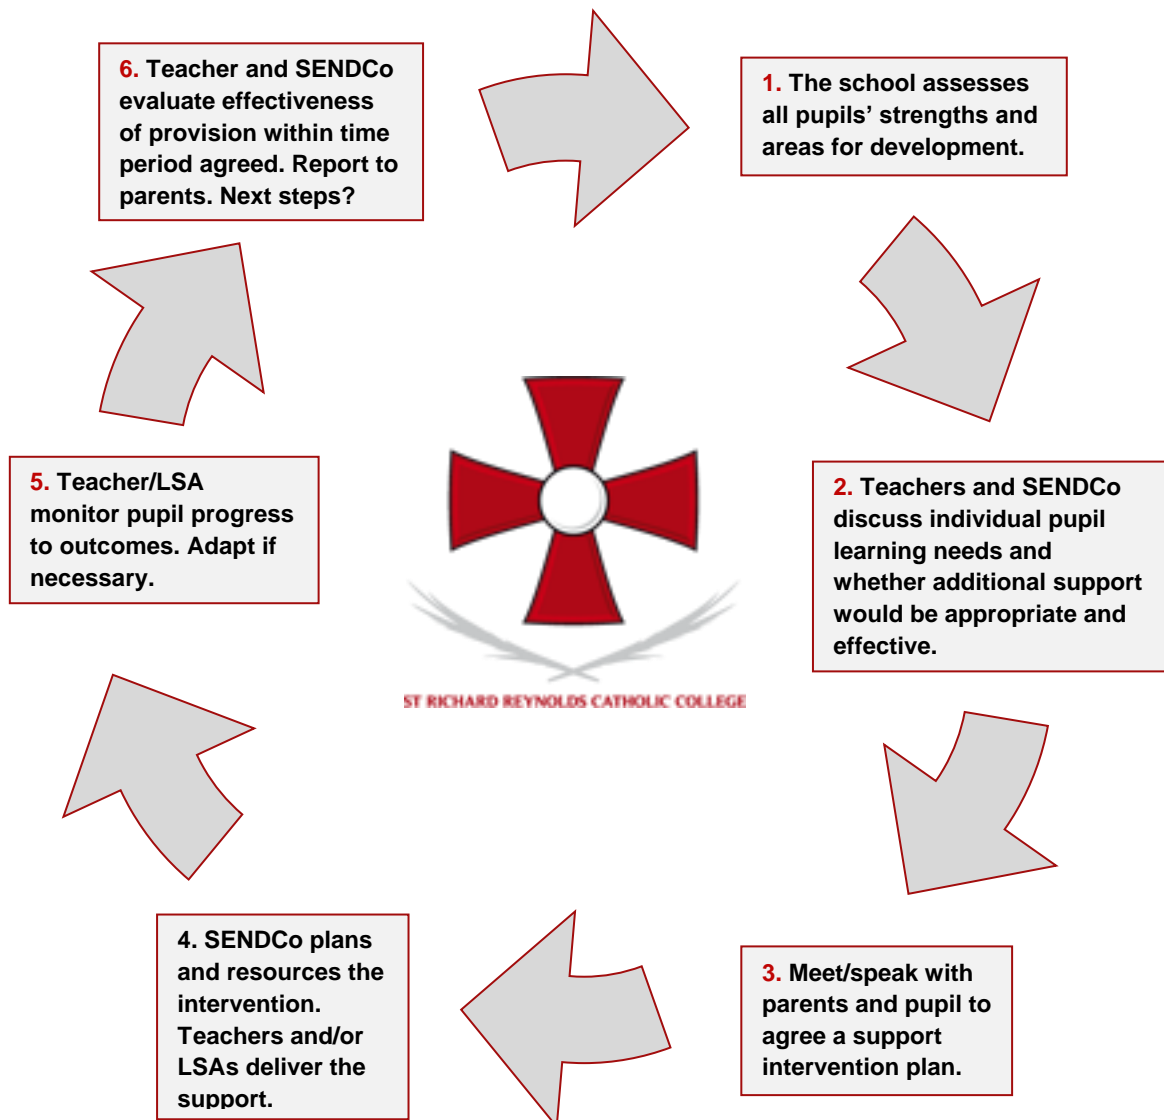 6. Teacher and SENDCo
evaluate effectiveness
of provision within time
period agreed. Report to
parents. Next steps?
1. The school assesses
all pupils’ strengths and
areas for development.
5. Teacher/LSA
monitor pupil progress
to outcomes. Adapt if
necessary.
2. Teachers and SENDCo
discuss individual pupil
learning needs and
whether additional support
would be appropriate and
effective.
ST RICHARD REYNOLDS CATHOLIC COLLEGE
4. SENDCo plans
and resources the
intervention.
Teachers and/or
LSAs deliver the
support.
3. Meet/speak with
parents and pupil to
agree a support
intervention plan.